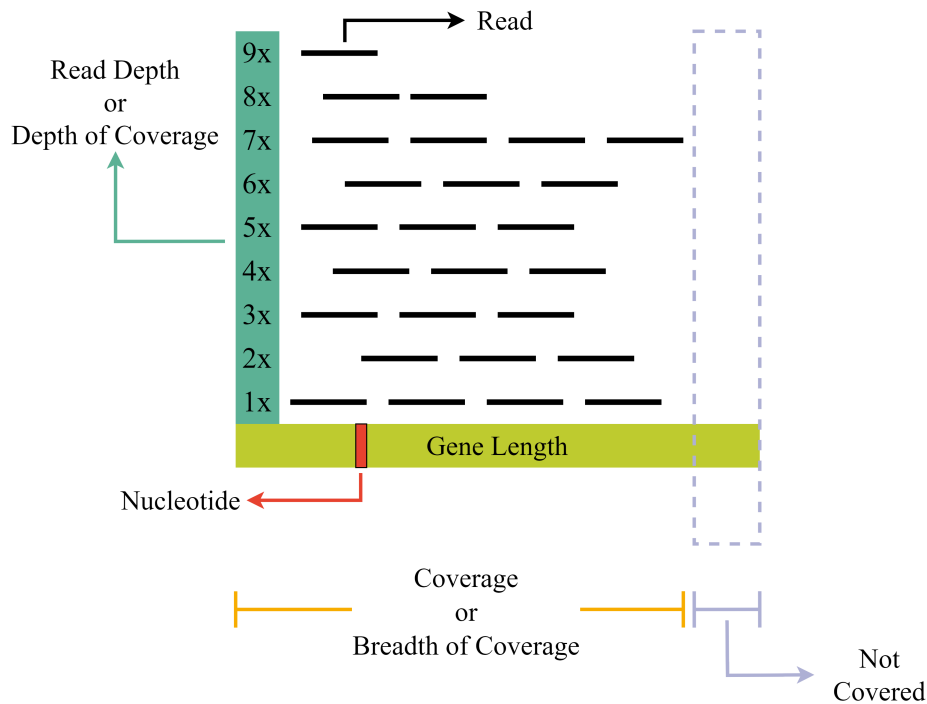 Read
Read Depth
or
Depth of Coverage
9x
8x
7x
6x
5x
4x
3x
2x
1x
Gene Length
Nucleotide
Coverage
or
Breadth of Coverage
Not
Covered